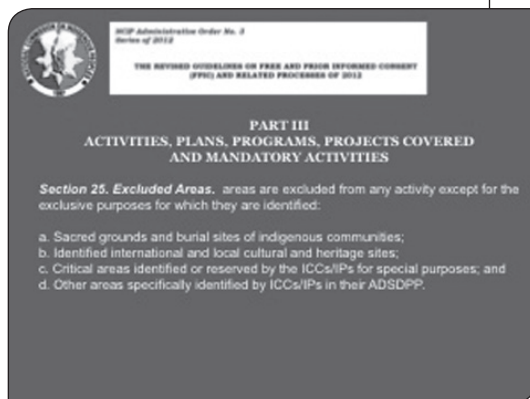 NCIP Administrative Order No. 3
Series of 2012
THE REVISED GUIDELINES ON FREE AND PRIOR INFORMED CONSENT
(FPIC) AND RELATED PROCESSES OF 2012
PART III
ACTIVITIES, PLANS, PROGRAMS, PROJECTS COVERED
AND MANDATORY ACTIVITIES
Section 25. Excluded Areas. areas are excluded from any activity except for the
exclusive purposes for which they are identified:
a. Sacred grounds and burial sites of indigenous communities;
b. Identified international and local cultural and heritage sites;
c. Critical areas identified or reserved by the ICCs/IPs for special purposes; and
d. Other areas specifically identified by ICCs/IPs in their ADSDPP.